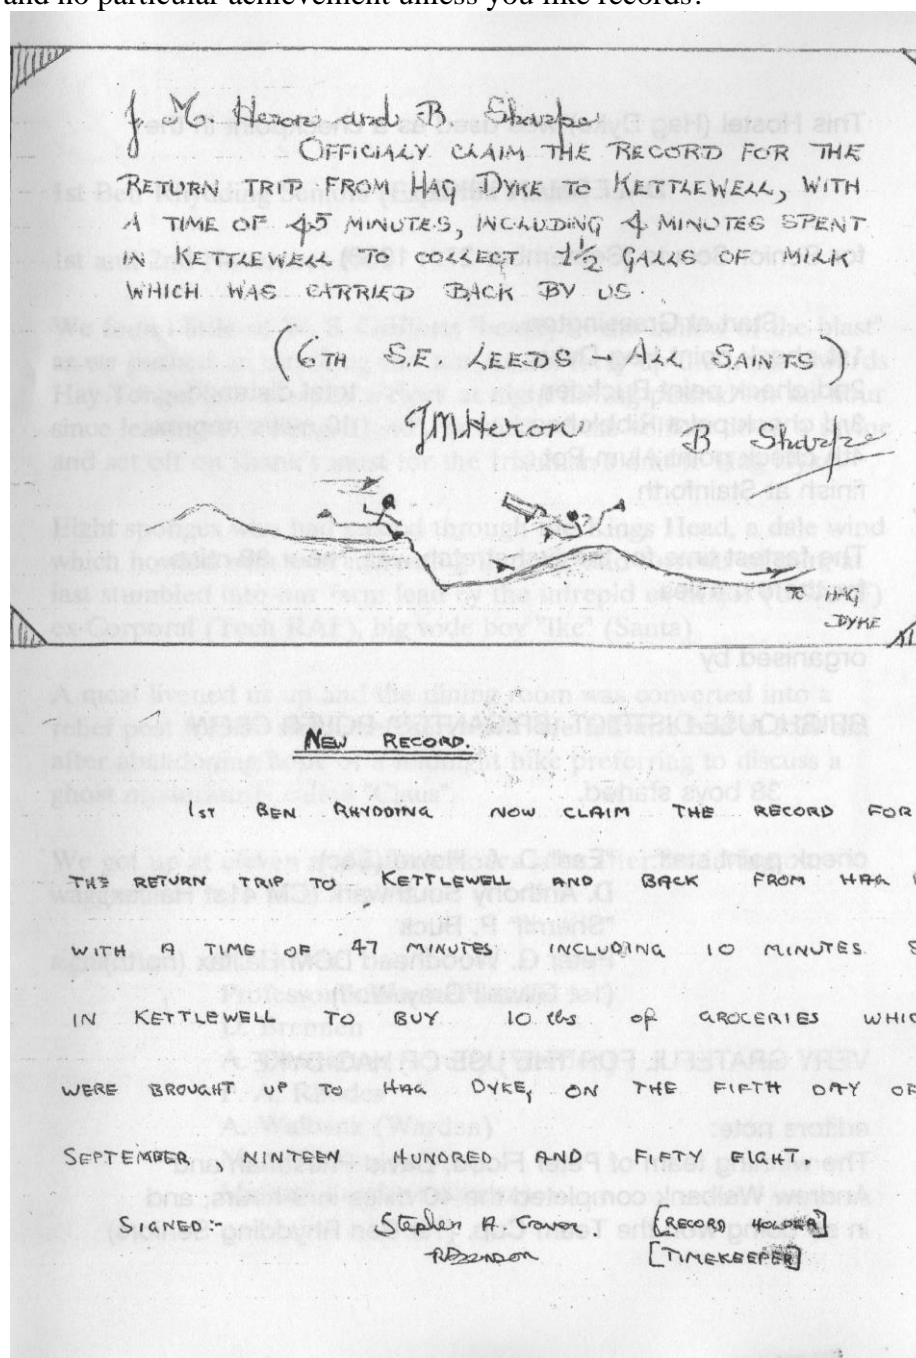 and no particular achievement unless you like records?
J M Heron and B Sharpe
OFFICIALY CLAIM THE RECORD FOR THE
RETURN TRIP FROM HAG DYKE TO KETTLEWELL, WITH
A TIME OF 45 MINUTES, INCLUDING 4 MINUTES SPENT
IN KETTLEWELL TO COLLECT 1½ GALLS OF MILK
WHICH WAS CARRIED BACK BY US.
(6TH S.E. LEEDS ALL SAINTS)
J M Heron
B Sharpe
TO HAG
DYKE
NEW RECORD.
1ST BEN RHYDDING NOW CLAIM THE RECORD FOR
THE RETURN TRIP TO KETTLEWELL AND BACK FROM HAG
WITH A TIME OF 47 MINUTES INCLUDING 10 MINUTES S
IN KETTLEWELL TO BUY 10 lbs of GROCERIES WHIC
WERE BROUGHT UP TO HAG DYKE, ON THE FIFTH DAY OF
SEPTEMBER, NINTEEN HUNDRED AND FIFTY EIGHT.
SIGNED:- Stephen A. [RECORD HOLDER]
[TIMEKEEPER]